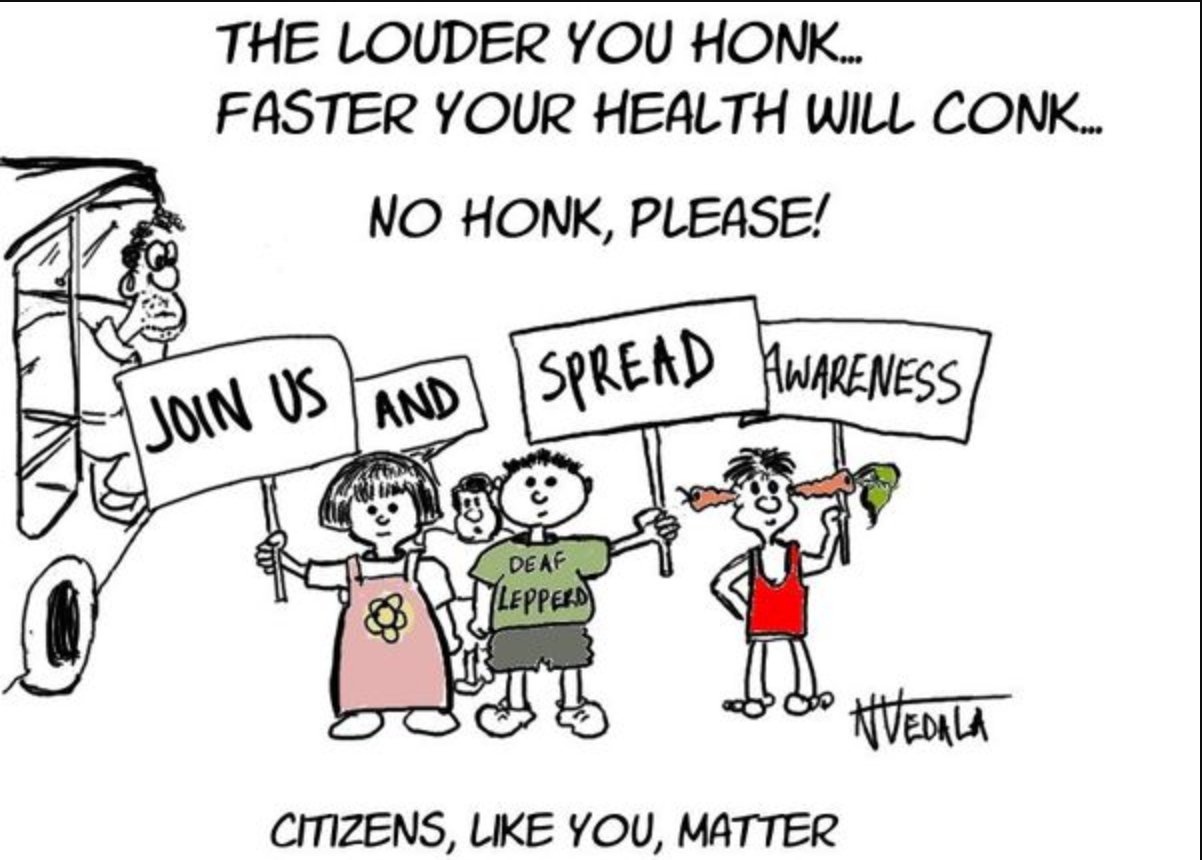 THE LOUDER YOU HONK...
FASTER YOUR HEALTH WILL CONK...
NO HONK, PLEASE!
JOIN US
AND
SPREAD
AWARENESS
DEAF
LEPPERD
NVEDALA
CITIZENS, LIKE YOU, MATTER